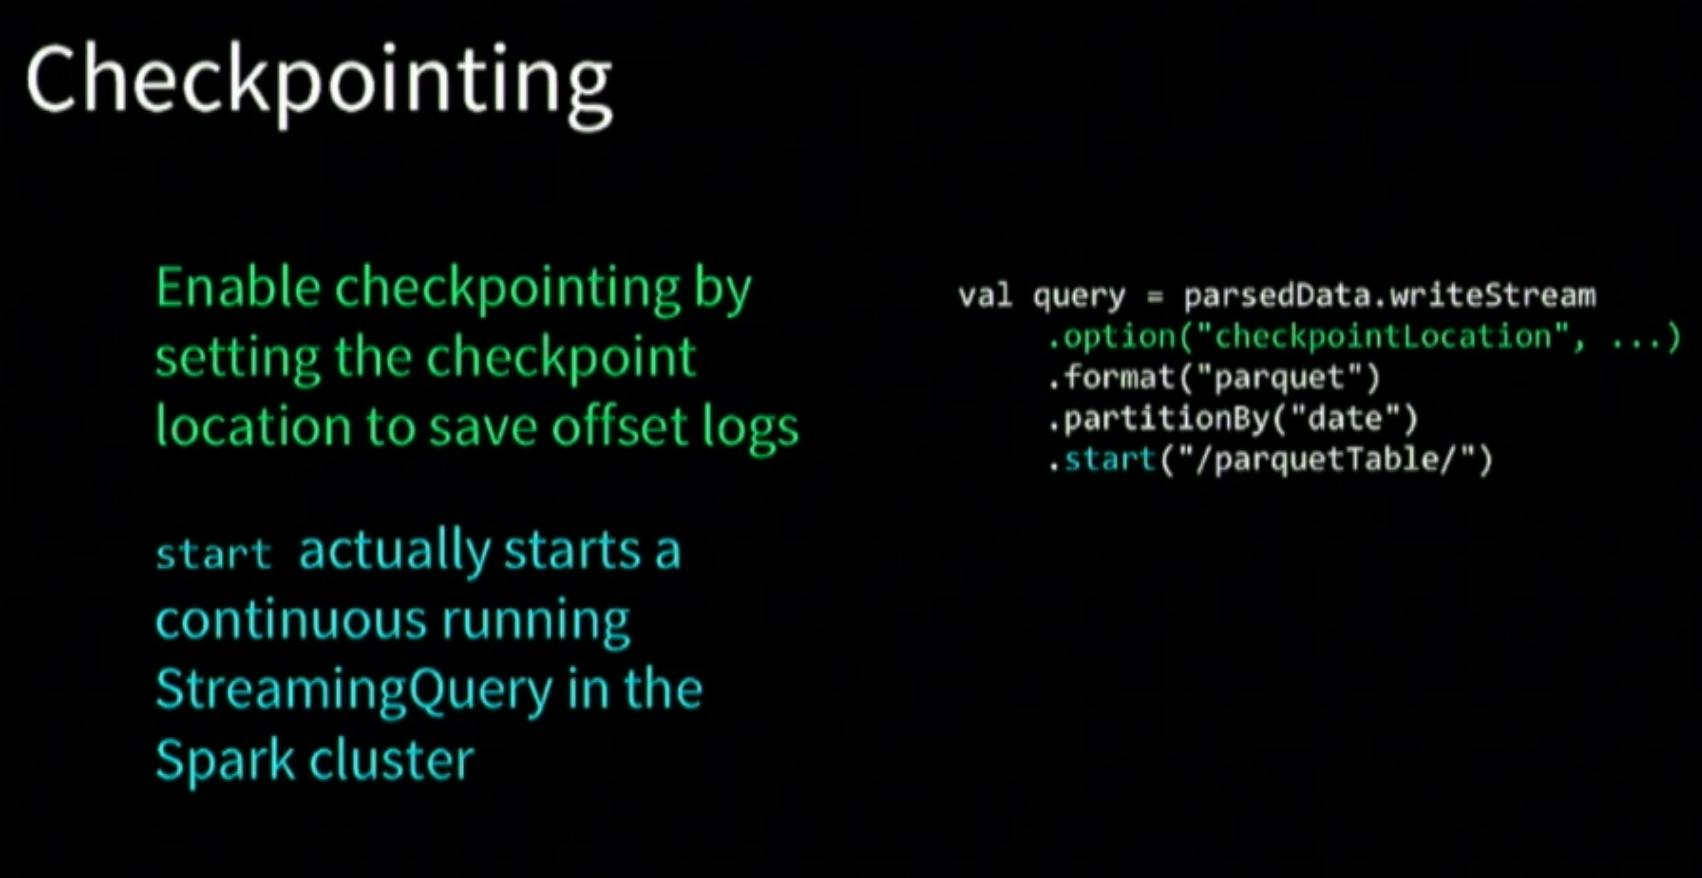 Checkpointing
Enable checkpointing by
setting the checkpoint
location to save offset logs
start actually starts a
continuous running
StreamingQuery in the
Spark cluster
val query = parsedData.writeStream
.option("checkpointLocation", ...)
.format("parquet")
.partitionBy("date")
.start("/parquetTable/")